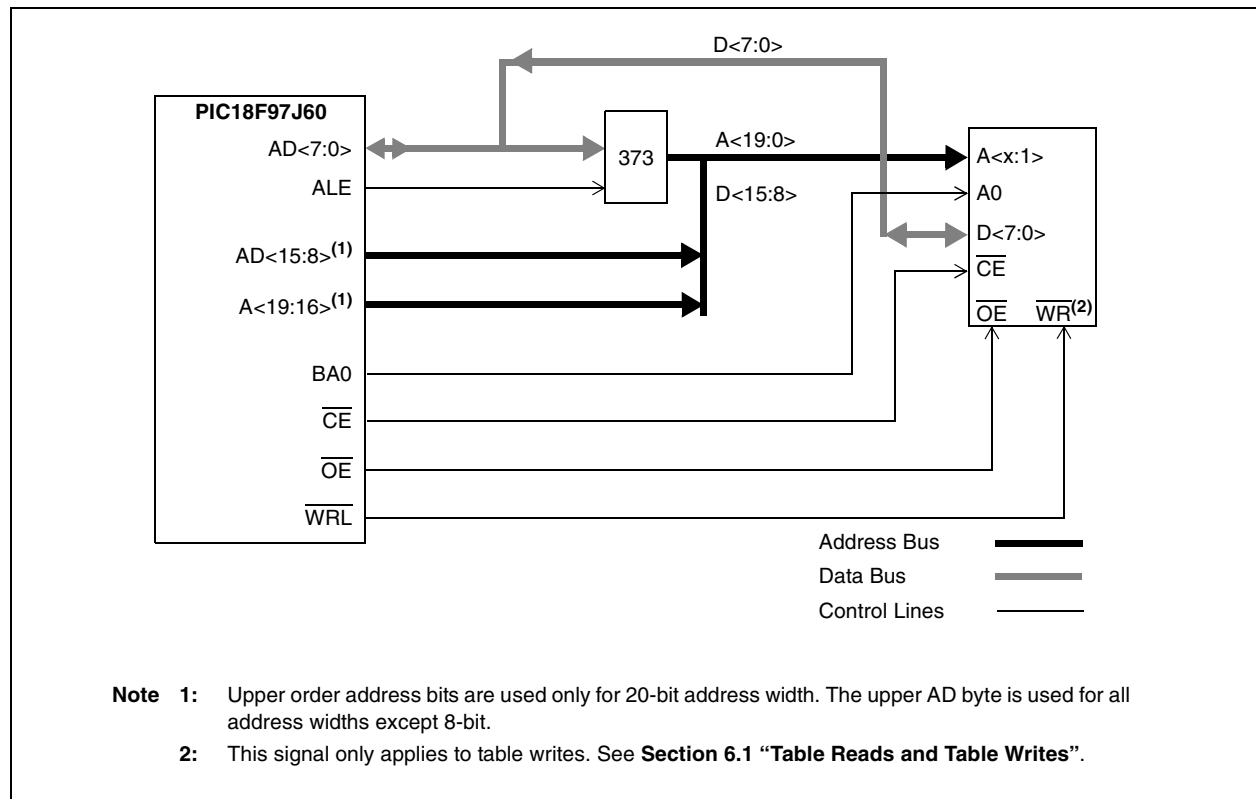 D<7:0>
PIC18F97J60
AD<7:0>
373
A<19:0>
A<x:1>
ALE
D<15:8>
A0
D<7:0>
AD<15:8>(1)
CE
A<19:16>(1)
OE WR(2)
BA0
CE
OE
WRL
Address Bus
Data Bus
Control Lines
Note 1: Upper order address bits are used only for 20-bit address width. The upper AD byte is used for all
address widths except 8-bit.
2: This signal only applies to table writes. See Section 6.1 “Table Reads and Table Writes”.